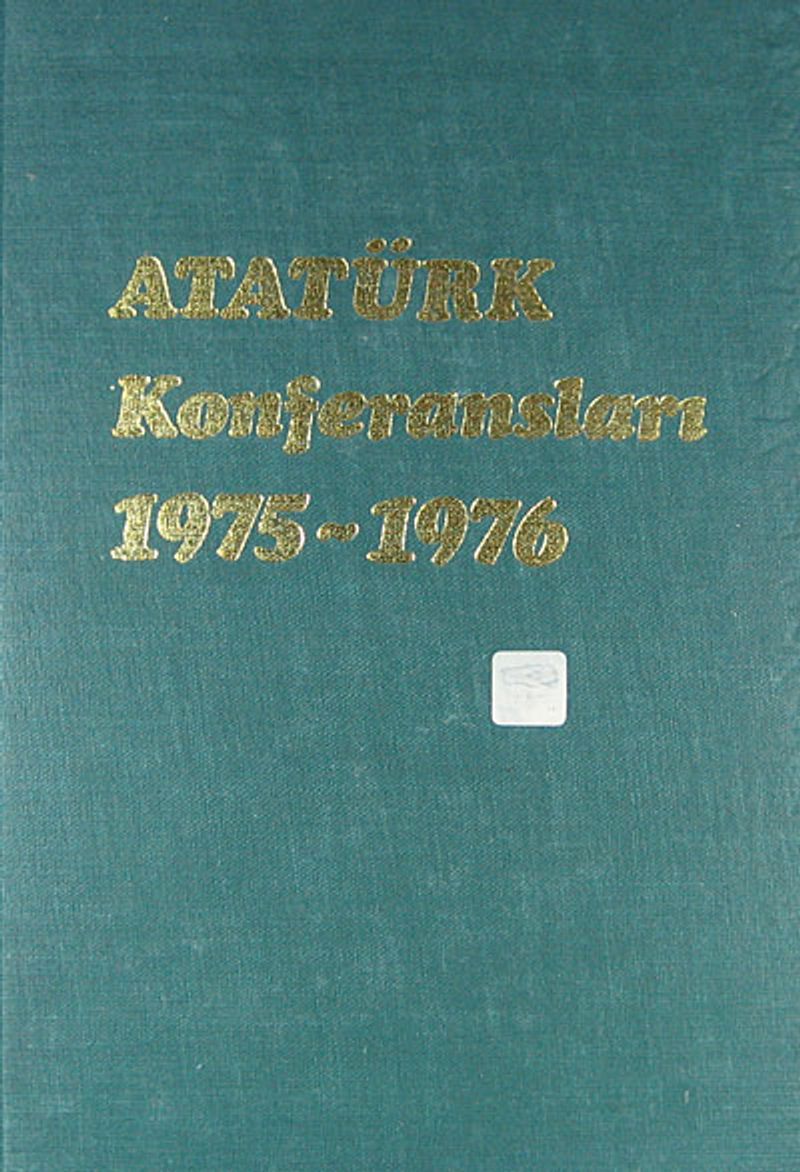 ATATÜRK
Konferansları
1975~1976